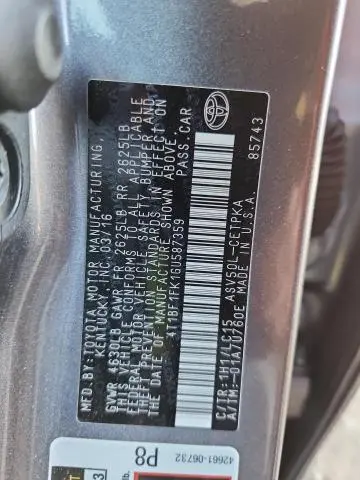 MFD.BY:TOYOTA MOTOR MANUFACTURING,
KENTUCKY, INC. 03/16
GVWR 4630LB GAWR FR 2625LB RR 2625LB
THIS VEHICLE CONFORMS TO ALL APPLICABLE
FEDERAL MOTOR VEHICLE SAFETY, BUMPER, AND
THEFT PREVENTION STANDARDS IN EFFECT ON
THE DATE OF MANUFACTURE SHOWN ABOVE.
4T1BF1FK1GU587359 PASS.CAR
C/TR:1H1/LC15 A3V50L-CETPKA
A/TM:-01A/U760E MADE IN U.S.A. 85743
42661-06732
P8